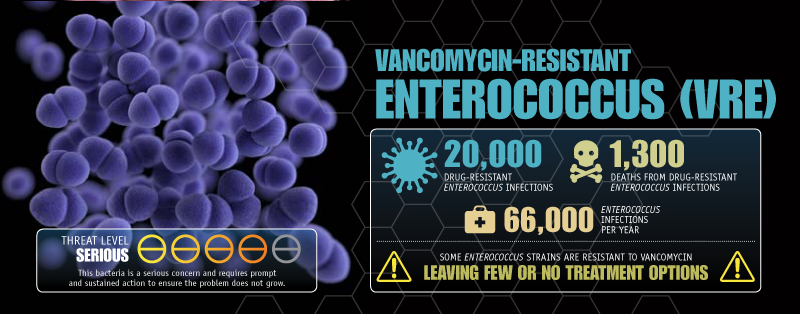 VANCOMYCIN-RESISTANT
ENTEROCOCCUS (VRE)
20,000
DRUG-RESISTANT
ENTEROCOCCUS INFECTIONS
1,300
DEATHS FROM DRUG-RESISTANT
ENTEROCOCCUS INFECTIONS
66,000
ENTEROCOCCUS
INFECTIONS
PER YEAR
SOME ENTEROCOCCUS STRAINS ARE RESISTANT TO VANCOMYCIN
LEAVING FEW OR NO TREATMENT OPTIONS
THREAT LEVEL
SERIOUS
This bacteria is a serious concern and requires prompt
and sustained action to ensure the problem does not grow.